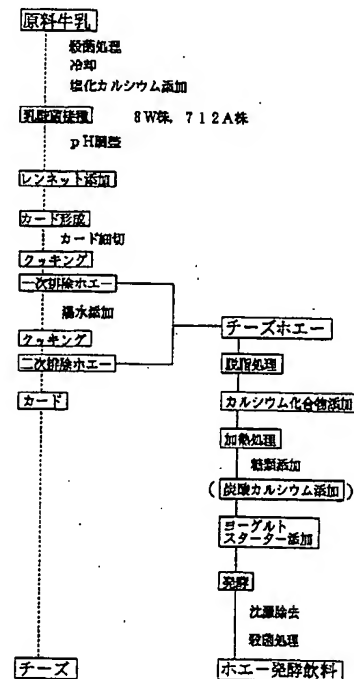 原料牛乳
殺菌処理
冷却
塩化カルシウム添加
乳酸菌接種 8W株，712A株
pH調整
レンネット添加
カード形成
カード細切
クッキング
一次排除ホエー
湯水添加
クッキング
二次排除ホエー
カード
チーズ
チーズホエー
脱脂処理
カルシウム化合物添加
加熱処理
糖類添加
(炭酸カルシウム添加)
ヨーグルト
スターター添加
発酵
沈澱除去
殺菌処理
ホエー発酵飲料